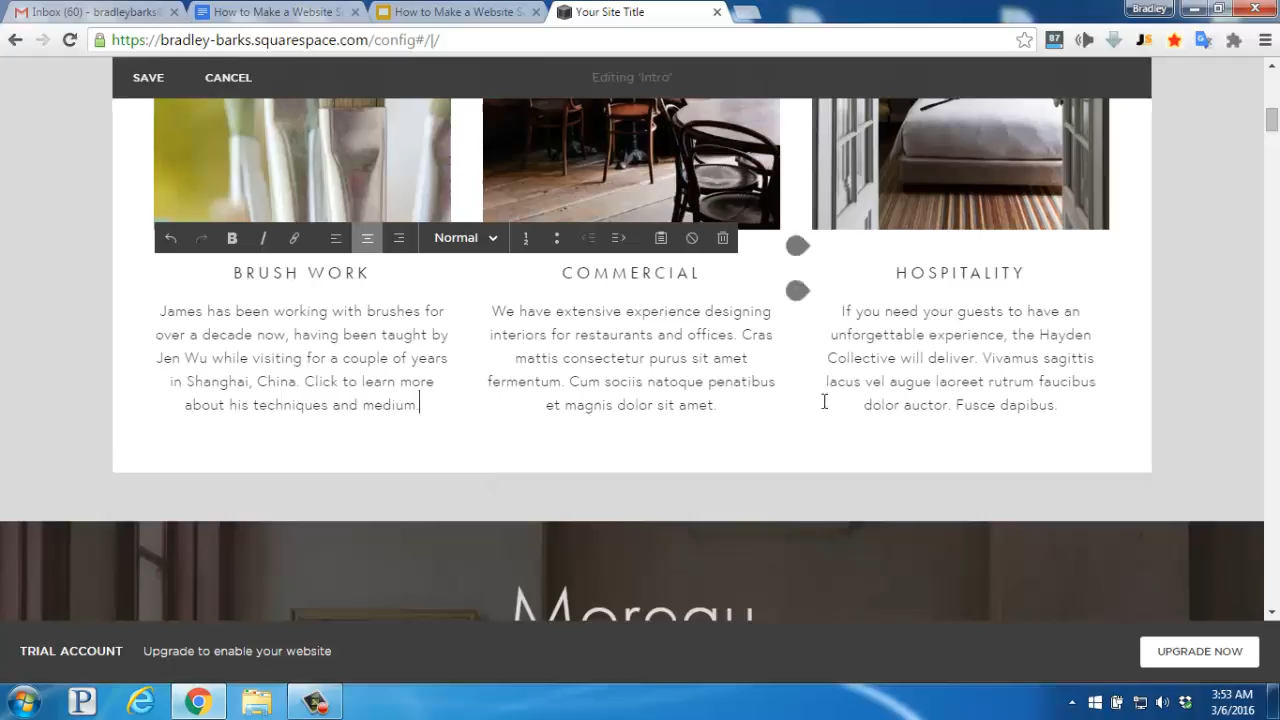 Inbox (60) - bradleybarks@
How to Make a Website S
How to Make a Website S
Your Site Title
Bradley
https://bradley-barks.squarespace.com/config#/|/
87
JS
SAVE
CANCEL
Editing 'Intro'
B
I
Normal
BRUSH WORK
James has been working with brushes for
over a decade now, having been taught by
Jen Wu while visiting for a couple of years
in Shanghai, China. Click to learn more
about his techniques and medium.
COMMERCIAL
We have extensive experience designing
interiors for restaurants and offices. Cras
mattis consectetur purus sit amet
fermentum. Cum sociis natoque penatibus
et magnis dolor sit amet.
HOSPITALITY
If you need your guests to have an
unforgettable experience, the Hayden
Collective will deliver. Vivamus sagittis
lacus vel augue laoreet rutrum faucibus
dolor auctor. Fusce dapibus.
Moreau
TRIAL ACCOUNT
Upgrade to enable your website
UPGRADE NOW
P
3:53 AM
3/6/2016